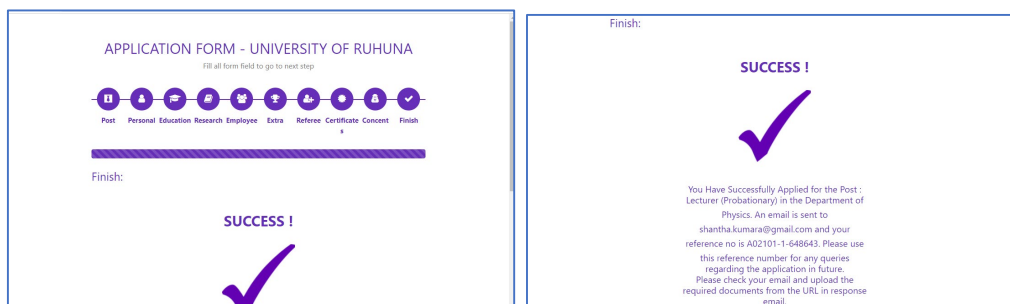 APPLICATION FORM - UNIVERSITY OF RUHUNA
Fill all form field to go to next step
Post Personal Education Research Employee Extra Referee Certificate Concent Finish
s
Finish:
SUCCESS !
Finish:
SUCCESS !
You Have Successfully Applied for the Post :
Lecturer (Probationary) in the Department of
Physics. An email is sent to
shantha.kumara@gmail.com and your
reference no is A02101-1-648643. Please use
this reference number for any queries
regarding the application in future.
Please check your email and upload the
required documents from the URL in response
email.